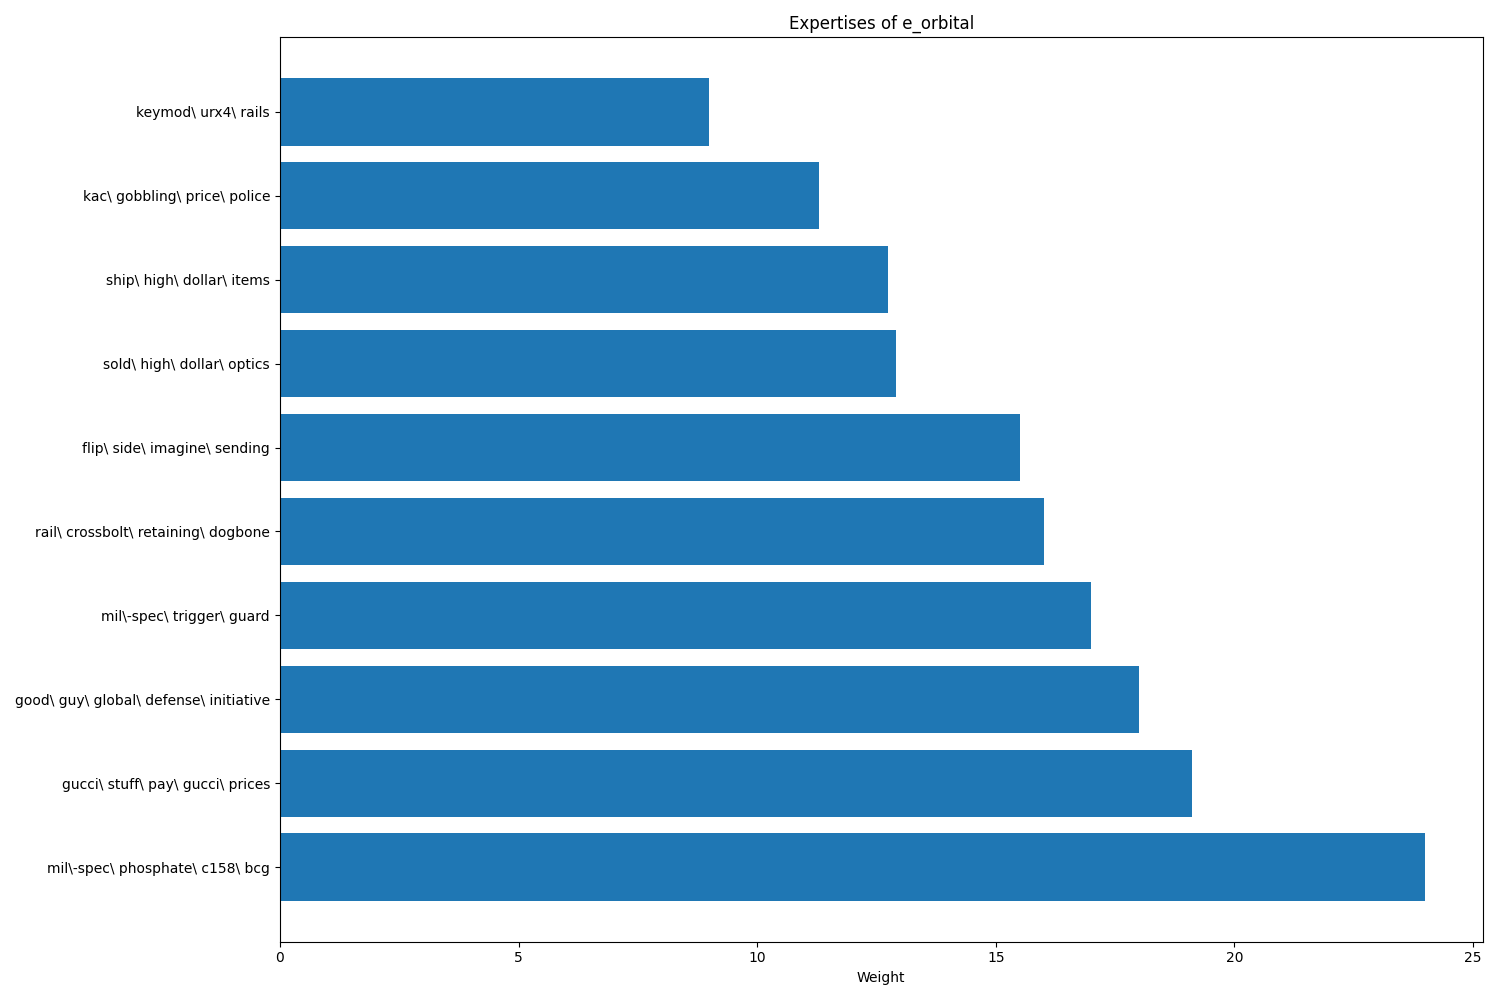 Expertises of e_orbital
keymod\ urx4\ rails
kac\ gobbling\ price\ police
ship\ high\ dollar\ items
sold\ high\ dollar\ optics
flip\ side\ imagine\ sending
rail\ crossbolt\ retaining\ dogbone
mil\-spec\ trigger\ guard
good\ guy\ global\ defense\ initiative
gucci\ stuff\ pay\ gucci\ prices
mil\-spec\ phosphate\ c158\ bcg
0 5 10 15 20 25
Weight